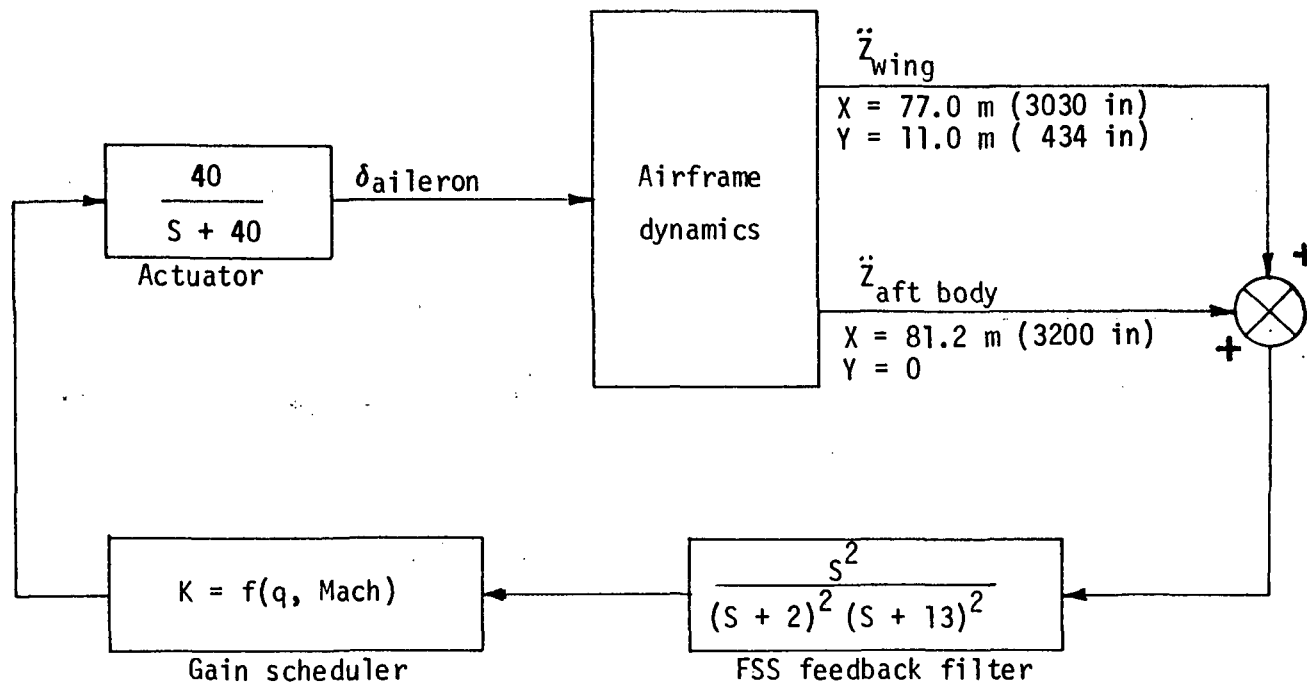 Z̈wing
X = 77.0 m (3030 in)
Y = 11.0 m ( 434 in)
40
S + 40
Actuator
δaileron
Airframe
dynamics
Z̈aft body
X = 81.2 m (3200 in)
Y = 0
+
+
K = f(q, Mach)
Gain scheduler
S²
(S + 2)² (S + 13)²
FSS feedback filter